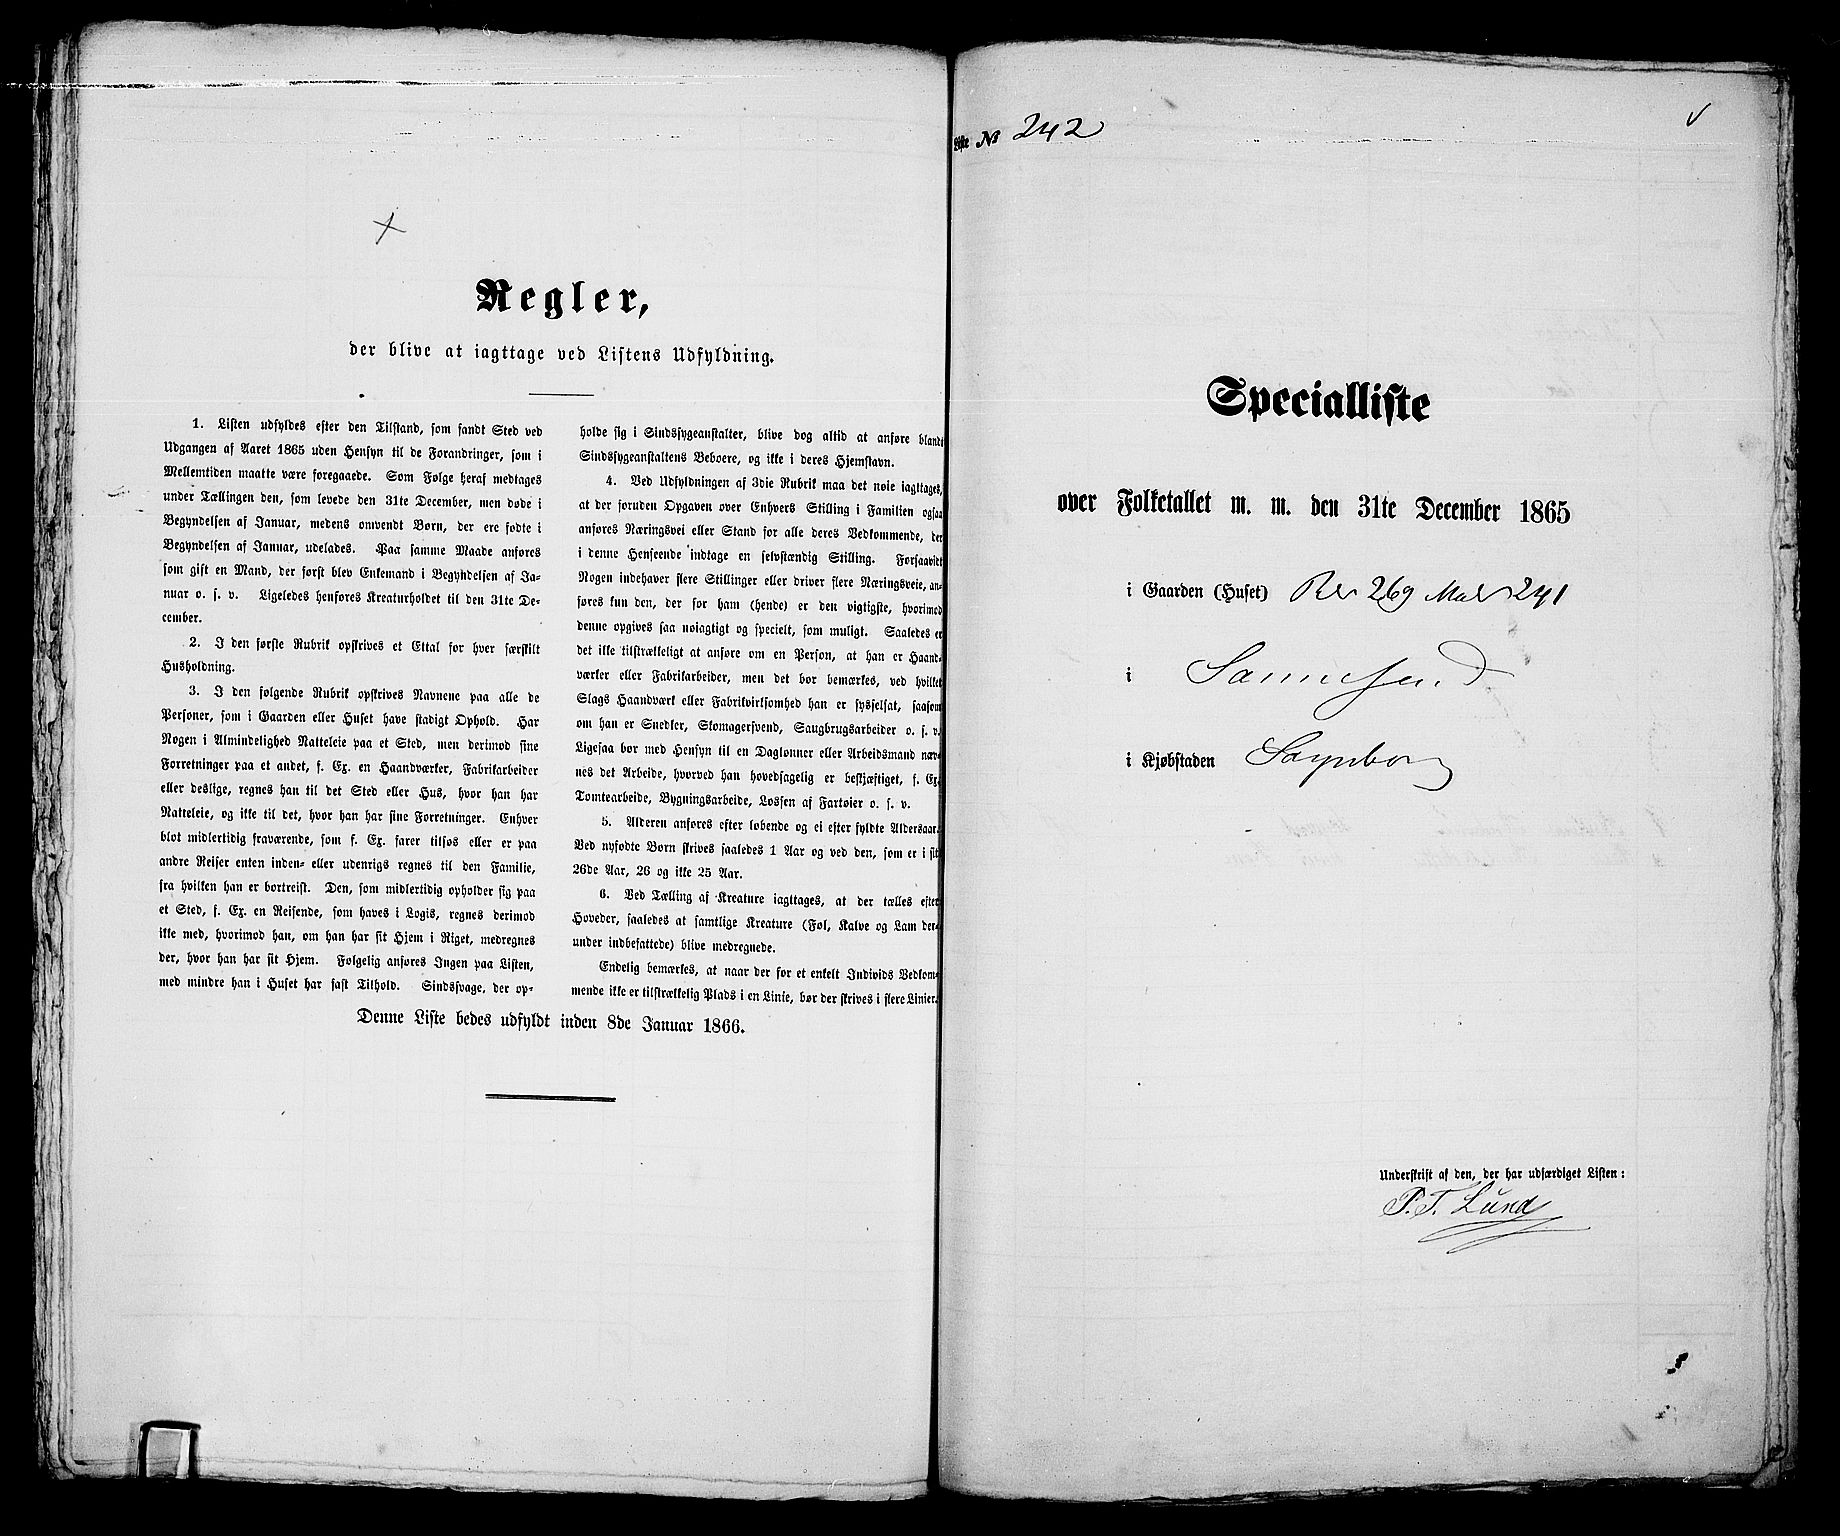 Regler,
der blive at iagttage ved Listens Udfyldning.
1. Listen udfyldes efter den Tilstand, som fandt Sted ved
Udgangen af Aaret 1865 uden Hensyn til de Forandringer, som i
Mellemtiden maatte være foregaaede. Som Følge heraf medtages
under Tællingen den, som levede den 31te December, men døde i
Begyndelsen af Januar, medens omvendt Børn, der ere fødte i
Begyndelsen af Januar, udelades. Paa samme Maade anføres
som gift en Mand, der først blev Enkemand i Begyndelsen af Ja-
nuar o. s. v. Ligeledes henføres Kreaturholdet til den 31te De-
cember.
2. I den første Rubrik opskrives et Ettal for hver særskilt
Husholdning.
3. I den følgende Rubrik opskrives Navnene paa alle de
Personer, som i Gaarden eller Huset have stadigt Ophold. Har
Nogen i Almindelighed Natteleie paa et Sted, men derimod sine
Forretninger paa et andet, f. Ex. en Haandværker, Fabrikarbeider
eller deslige, regnes han til det Sted eller Hus, hvor han har
Natteleie, og ikke til det, hvor han har sine Forretninger. Enhver
blot midlertidig fraværende, som f. Ex. farer tilsøs eller er paa
andre Reiser enten inden- eller udenrigs regnes til den Familie,
fra hvilken han er bortreist. Den, som midlertidig opholder sig paa
et Sted, f. Ex. en Reisende, som haves i Logis, regnes derimod
ikke med, hvorimod han, om han har sit Hjem i Riget, medregnes
der, hvor han har sit Hjem. Følgelig anføres Ingen paa Listen,
med mindre han i Huset har fast Tilhold. Sindssvage, der op-
holde sig i Sindssygeanstalter, blive dog altid at anføre blandt
Sindssygeanstaltens Beboere, og ikke i deres Hjemstavn.
4. Ved Udfyldningen af 3die Rubrik maa det nøie iagttages,
at der foruden Opgaven over Enhvers Stilling i Familien ogsaa
anføres Næringsvei eller Stand for alle deres Vedkommende, der
i denne Henseende indtage en selvstændig Stilling. Forsaavidt
Nogen indehaver flere Stillinger eller driver flere Næringsveie, an-
føres kun den, der for ham (hende) er den vigtigste, hvorimod
denne opgives saa nøiagtigt og specielt, som muligt. Saaledes er
det ikke tilstrækkeligt at anføre om en Person, at han er Haand-
værker eller Fabrikarbeider, men det bør bemærkes, ved hvilket
Slags Haandværk eller Fabrikvirksomhed han er sysselsat, saasom
om han er Snedker, Skomagersvend, Saugbrugsarbeider o. s. v.
Ligesaa bør med Hensyn til en Daglønner eller Arbeidsmand næv-
nes det Arbeide, hvorved han hovedsagelig er beskjæftiget, f. Ex.
Tomtearbeide, Bygningsarbeide, Lossen af Fartøier o. s. v.
5. Alderen anføres efter løbende og ei efter fyldte Aldersaar.
Ved nyfødte Børn skrives saaledes 1 Aar og ved den, som er i sit
26de Aar, 26 og ikke 25 Aar.
6. Ved Tælling af Kreature iagttages, at der tælles efter
Hoveder, saaledes at samtlige Kreature (Føl, Kalve og Lam der-
under indbefattede) blive medregnede.
Endelig bemærkes, at naar der for et enkelt Individs Vedkom-
mende ikke er tilstrækkelig Plads i en Linie, bør der skrives i flere Linier.
Denne Liste bedes udfyldt inden 8de Januar 1866.
Liste No 242
Specialliste
over Folketallet m. m. den 31te December 1865
i Gaarden (Huset) 269 241
i Sannesund
i Kjøbstaden Sarpsborg
Underskrift af den, der har udfærdiget Listen:
P. T. Lund